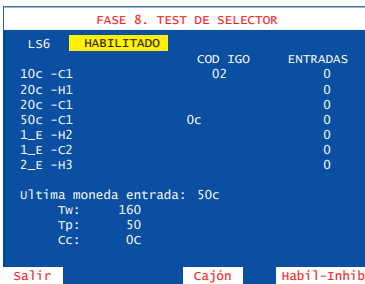 FASE 8. TEST DE SELECTOR
LS6 HABILITADO
COD IGO ENTRADAS
10c -C1 02 0
20c -H1 0
20c -C1 0
50c -C1 0c 0
1_E -H2 0
1_E -C2 0
2_E -H3 0
Ultima moneda entrada: 50c
Tw: 160
Tp: 50
Cc: 0C
Salir Cajón Habil-Inhib